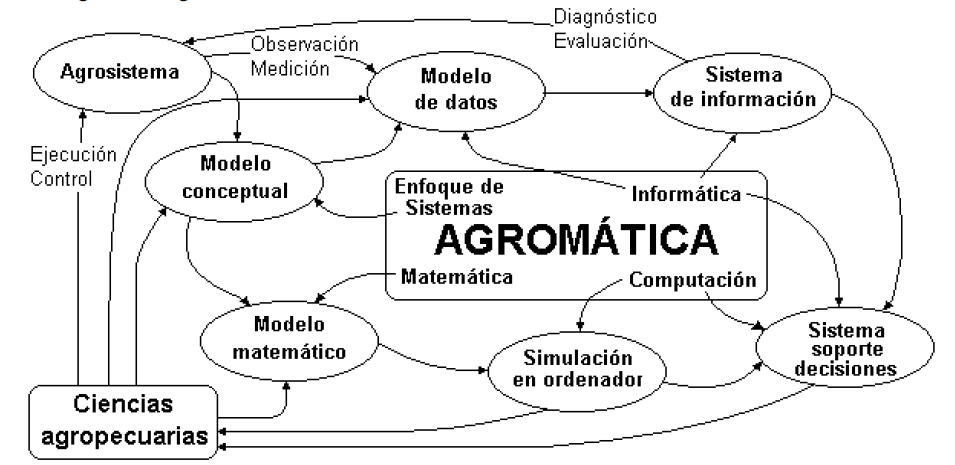 Diagnóstico
Evaluación
Observación
Medición
Agrosistema
Modelo
de datos
Sistema
de información
Ejecución
Control
Modelo
conceptual
Enfoque de
Sistemas
Informática
AGROMÁTICA
Matemática
Computación
Modelo
matemático
Simulación
en ordenador
Sistema
soporte
decisiones
Ciencias
agropecuarias